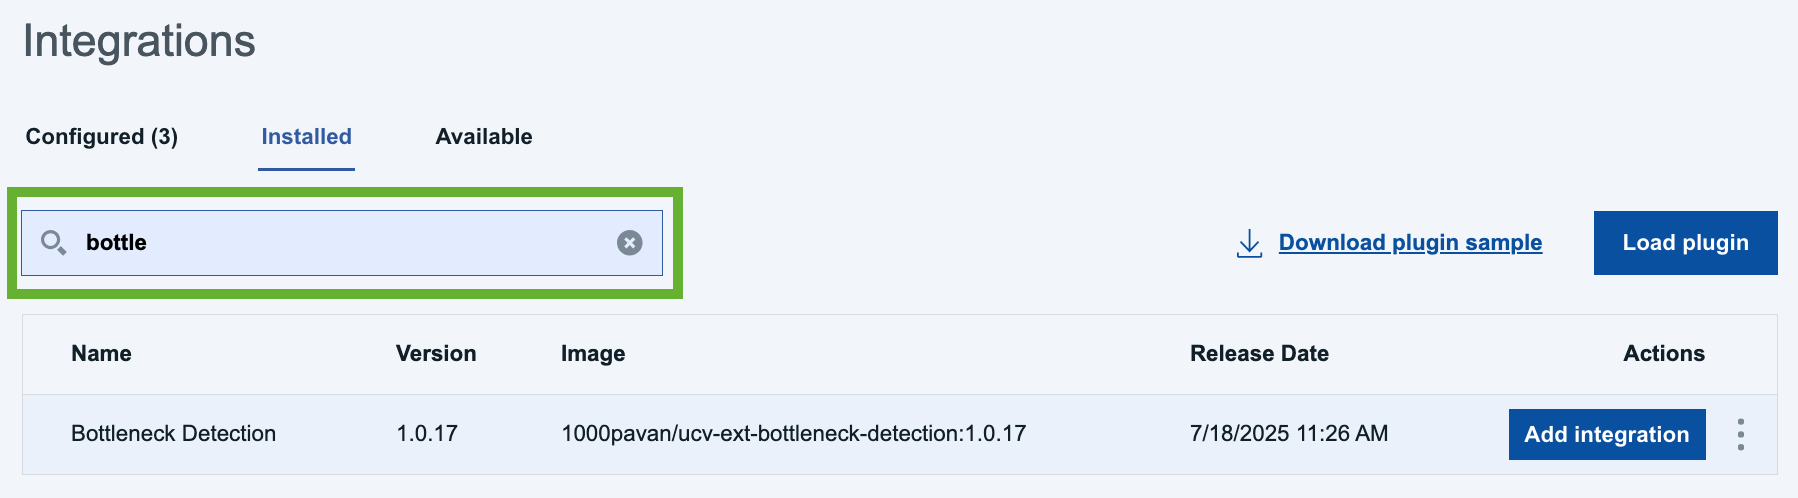 Integrations
Configured (3) Installed Available
bottle
Download plugin sample Load plugin
Name Version Image Release Date Actions
Bottleneck Detection 1.0.17 1000pavan/ucv-ext-bottleneck-detection:1.0.17 7/18/2025 11:26 AM Add integration